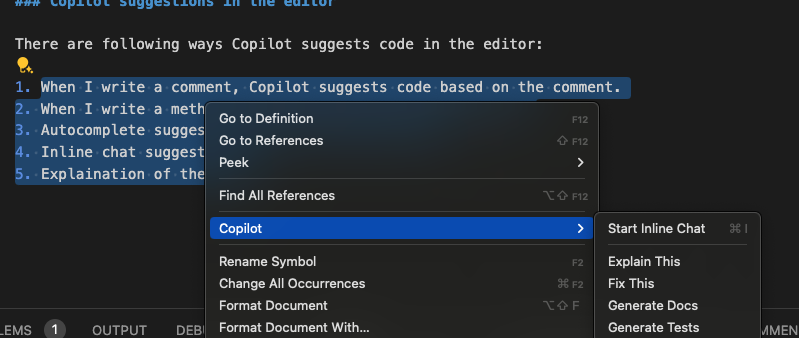 ### Copilot suggestions in the editor
There are following ways Copilot suggests code in the editor:
1. When I write a comment, Copilot suggests code based on the comment.
2. When I write a meth
3. Autocomplete sugges
4. Inline chat suggest
5. Explaination of the
Go to Definition F12
Go to References ⇧ F12
Peek >
Find All References ⌥⇧ F12
Copilot >
Rename Symbol F2
Change All Occurrences ⌘ F2
Format Document ⌥⇧ F
Format Document With...
Start Inline Chat ⌘ I
Explain This
Fix This
Generate Docs
Generate Tests
LEMS 1 OUTPUT DEBU MMEN